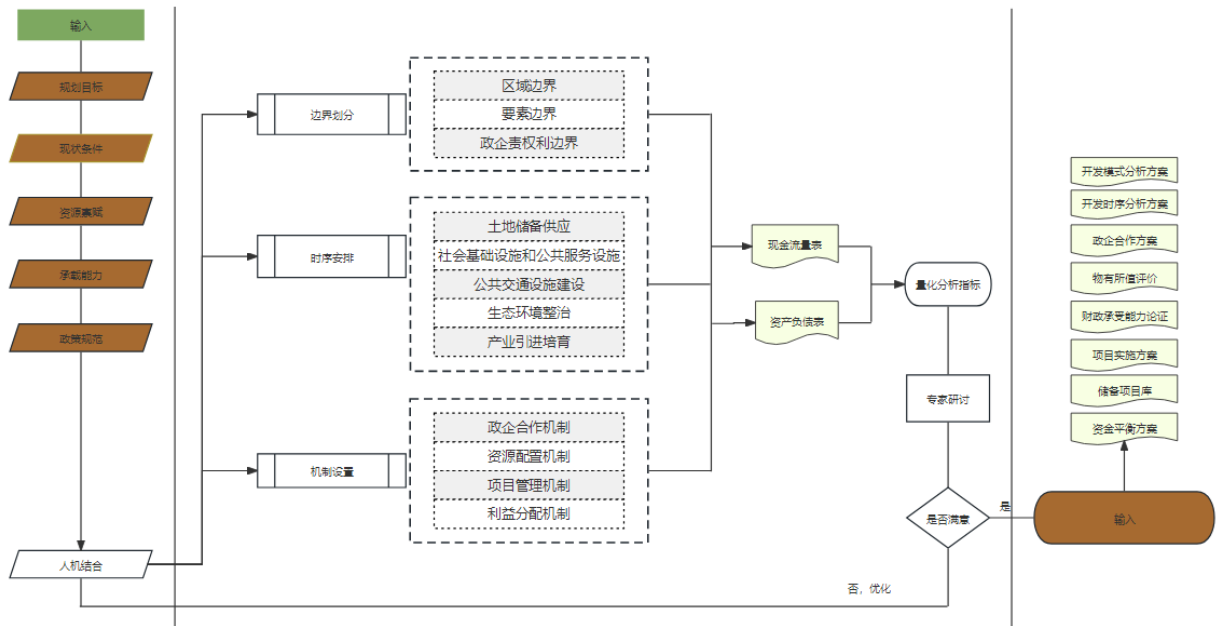 输入
规划目标
现状条件
资源禀赋
承载能力
政策规范
人机结合
边界划分
区域边界
要素边界
政企责权利边界
时序安排
土地储备供应
社会基础设施和公共服务设施
公共交通设施建设
生态环境整治
产业引进培育
机制设置
政企合作机制
资源配置机制
项目管理机制
利益分配机制
现金流量表
资产负债表
量化分析指标
专家研讨
是否满意
是
否，优化
开发模式分析方案
开发时序分析方案
政企合作方案
物有所值评价
财政承受能力论证
项目实施方案
储备项目库
资金平衡方案
输入